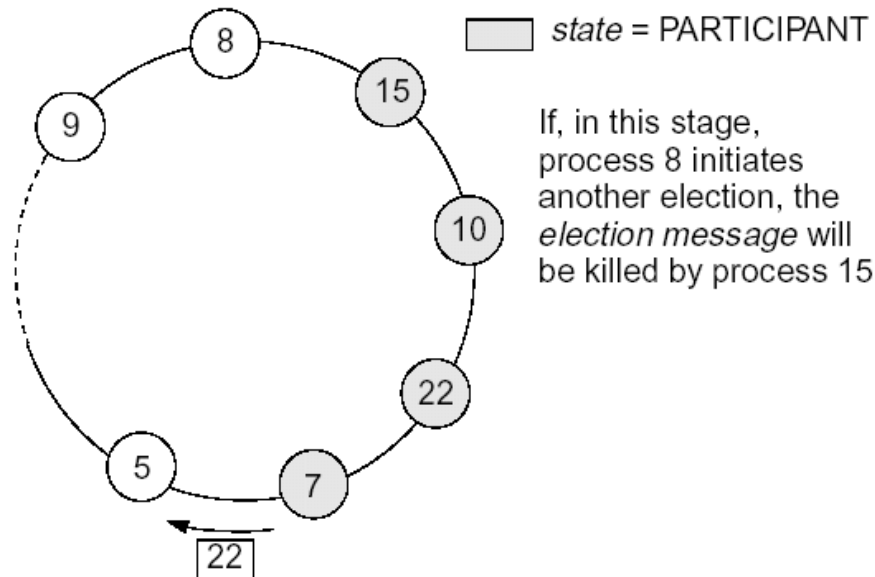 8
state = PARTICIPANT
15
9
If, in this stage,
process 8 initiates
another election, the
election message will
be killed by process 15
10
22
5
7
22